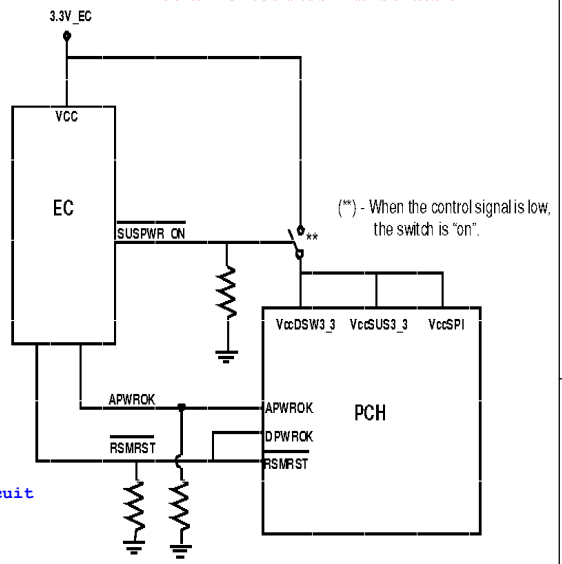 3.3V_EC
VCC
EC
SUSPWR_ON
**
(**) - When the control signal is low,
the switch is "on".
VccDSW3_3 VccSUS3_3 VccSPI
APWROK
APWROK
PCH
DPWROK
RSMRST
RSMRST
cuit